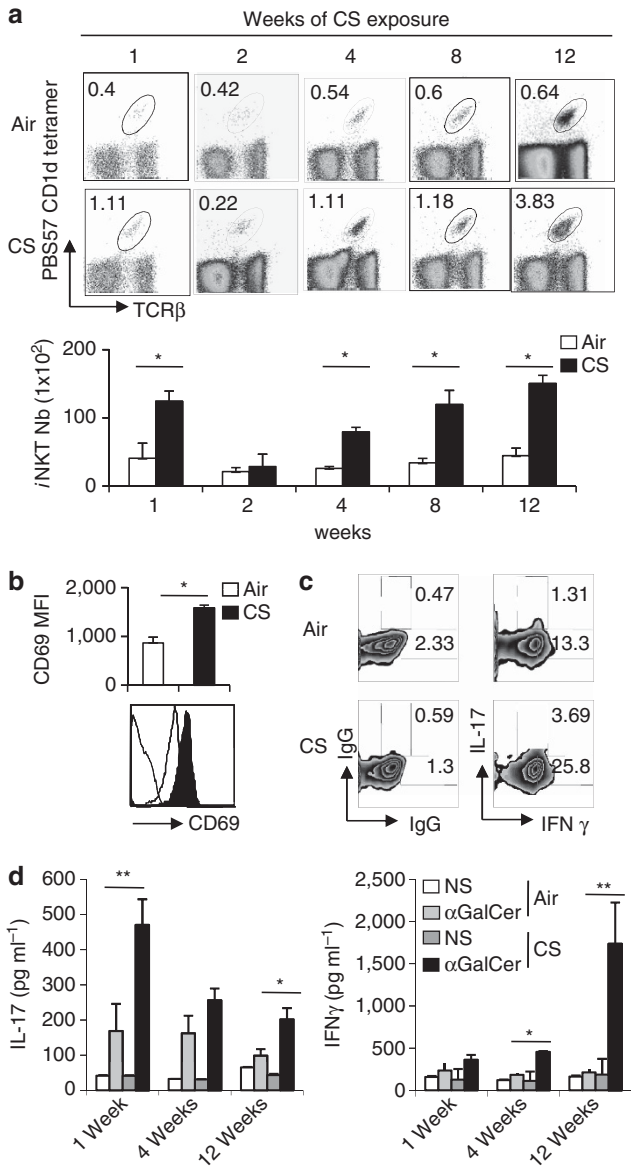 a
Weeks of CS exposure
1 2 4 8 12
Air 0.4 0.42 0.54 0.6 0.64
CS 1.11 0.22 1.11 1.18 3.83
PBS57 CD1d tetramer
TCRβ
iNKT Nb (1x10²)
200
100
0
* * * *
Air
CS
1 2 4 8 12
weeks
b
CD69 MFI
2,000
1,000
0
*
Air
CS
CD69
c
Air
0.47 1.31
2.33 13.3
CS
0.59 3.69
1.3 25.8
IgG IL-17
IgG IFN γ
d
IL-17 (pg ml⁻¹)
600
500
400
300
200
100
0
** *
1 Week 4 Weeks 12 Weeks
IFNγ (pg ml⁻¹)
2,500
2,000
1,500
1,000
500
0
NS
αGalCer
Air
NS
αGalCer
CS
* **
1 Week 4 Weeks 12 Weeks